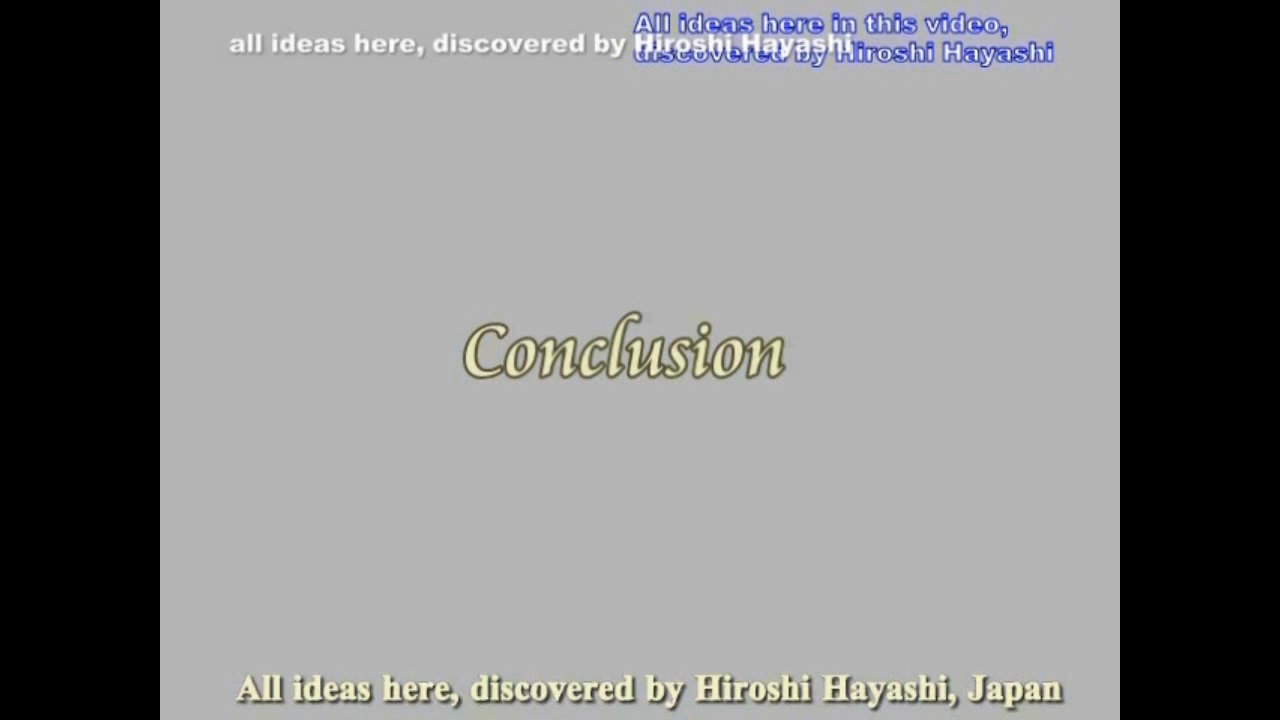 All ideas here in this video,
all ideas here, discovered by Hiroshi Hayashi
discovered by Hiroshi Hayashi
Conclusion
All ideas here, discovered by Hiroshi Hayashi, Japan